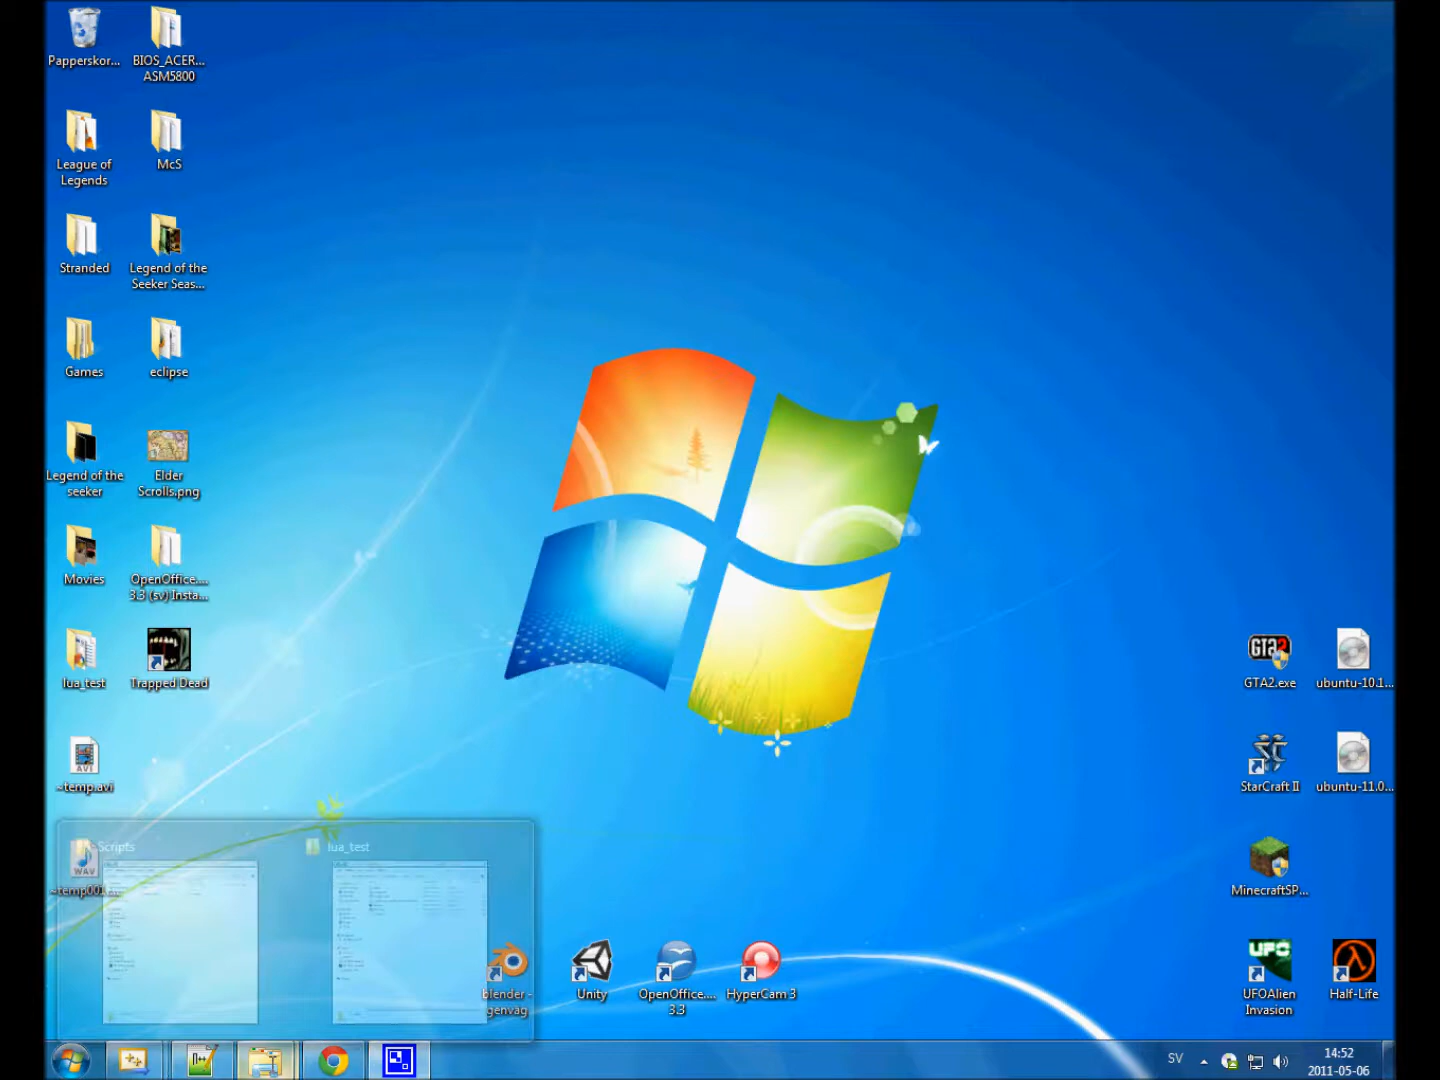 Papperskor...
BIOS_ACER...
ASM5800
League of
Legends
McS
Stranded
Legend of the
Seeker Seas...
Games
eclipse
Legend of the
seeker
Elder
Scrolls.png
Movies
OpenOffice....
3.3 (sv) Insta...
lua_test
Trapped Dead
GTA2.exe
ubuntu-10.1...
AVI
~temp.avi
StarCraft II
ubuntu-11.0...
Scripts
lua_test
WAV
~temp001....
MinecraftSP...
blender -
genväg
Unity
OpenOffice....
3.3
HyperCam 3
UFO
UFOAlien
Invasion
Half-Life
SV
14:52
2011-05-06